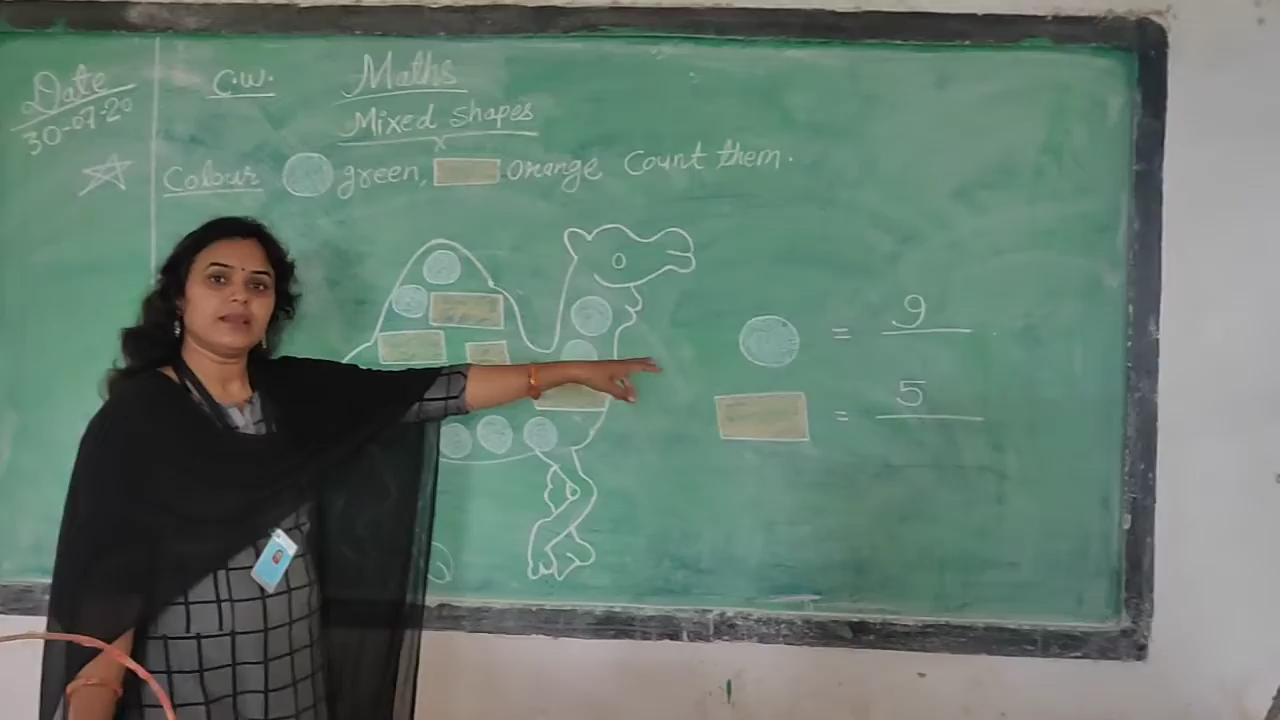 Date
30-07-20
C.W.
Maths
Mixed shapes
Colour green, orange Count them.
= 9
= 5